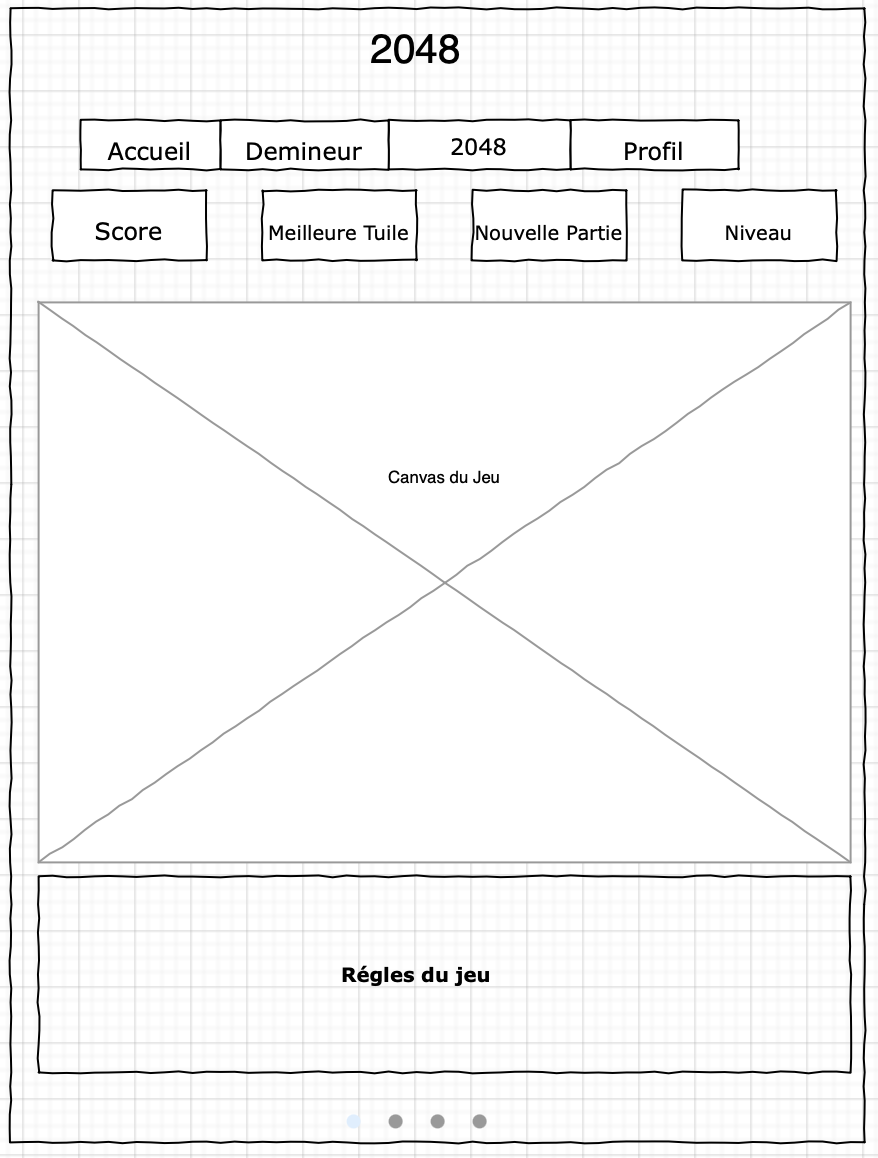 2048
Accueil Demineur 2048 Profil
Score Meilleure Tuile Nouvelle Partie Niveau
Canvas du Jeu
Régles du jeu